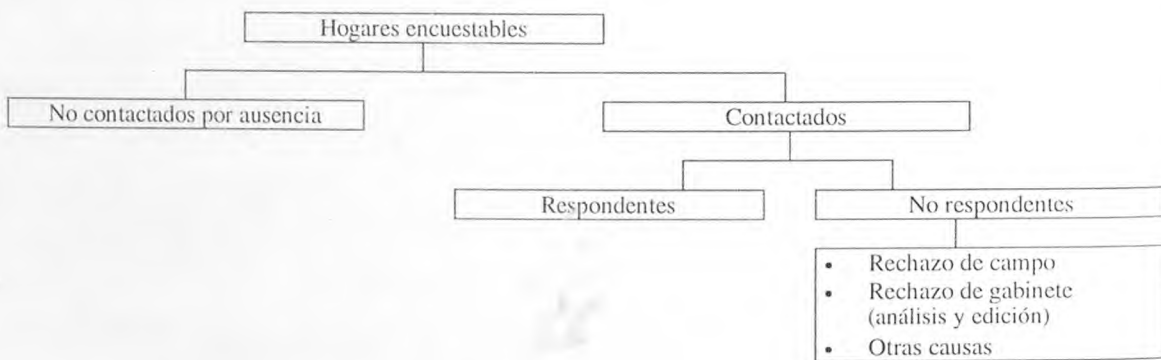 Hogares encuestables
No contactados por ausencia
Contactados
Respondentes
No respondentes
• Rechazo de campo
• Rechazo de gabinete
(análisis y edición)
• Otras causas